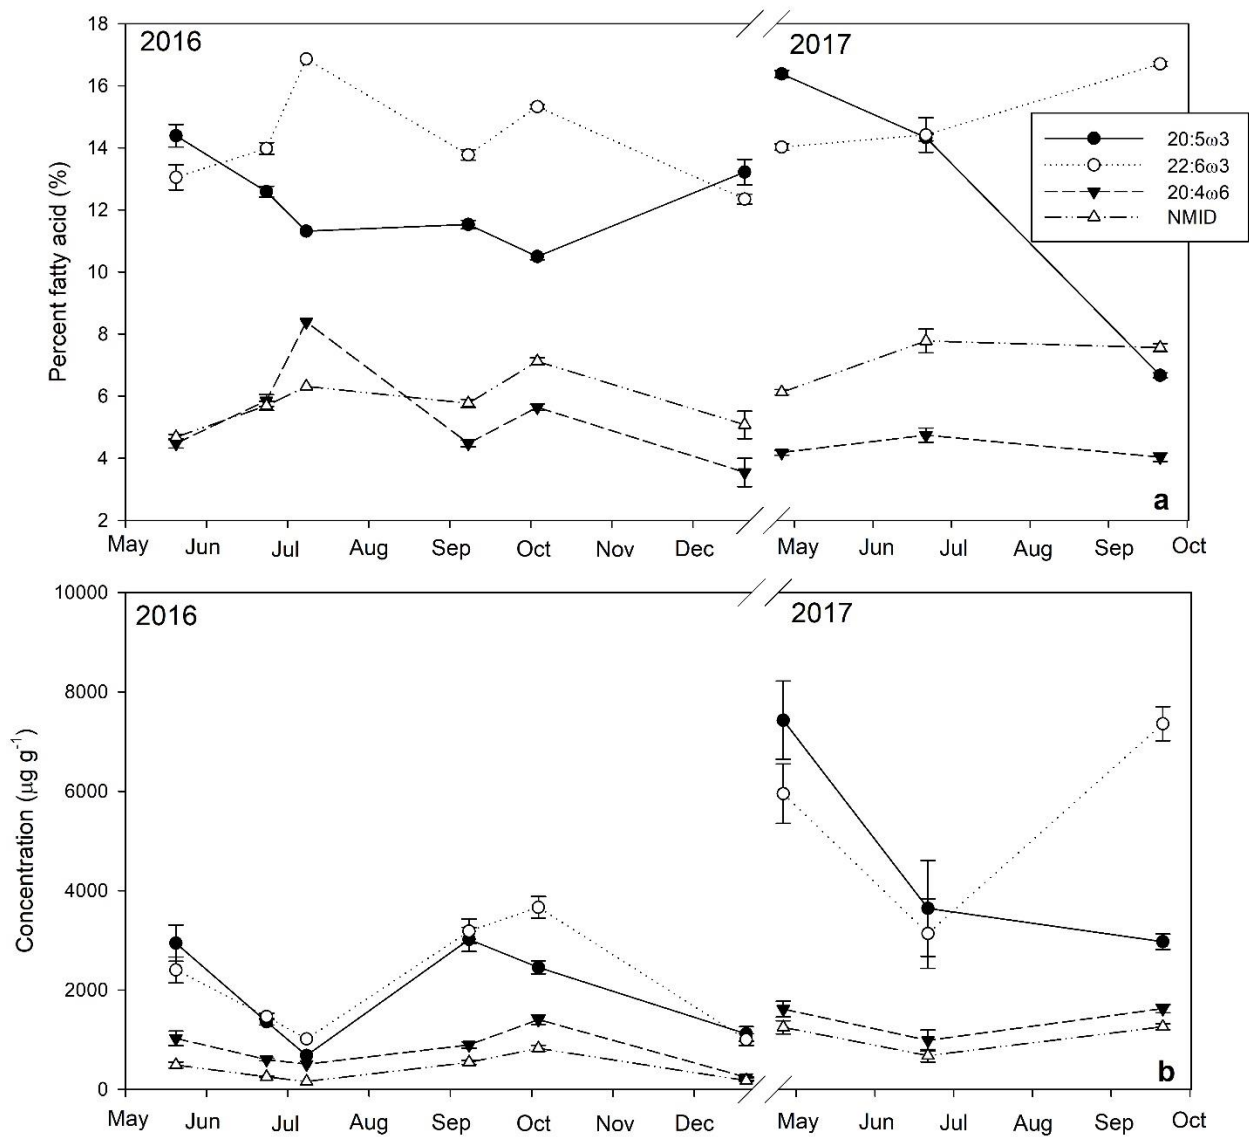 18
16
14
12
10
8
6
4
2
Percent fatty acid (%)
2016
2017
20:5ω3
22:6ω3
20:4ω6
NMID
a
May Jun Jul Aug Sep Oct Nov Dec May Jun Jul Aug Sep Oct
10000
8000
6000
4000
2000
0
Concentration (µg g⁻¹)
2016
2017
b
May Jun Jul Aug Sep Oct Nov Dec May Jun Jul Aug Sep Oct